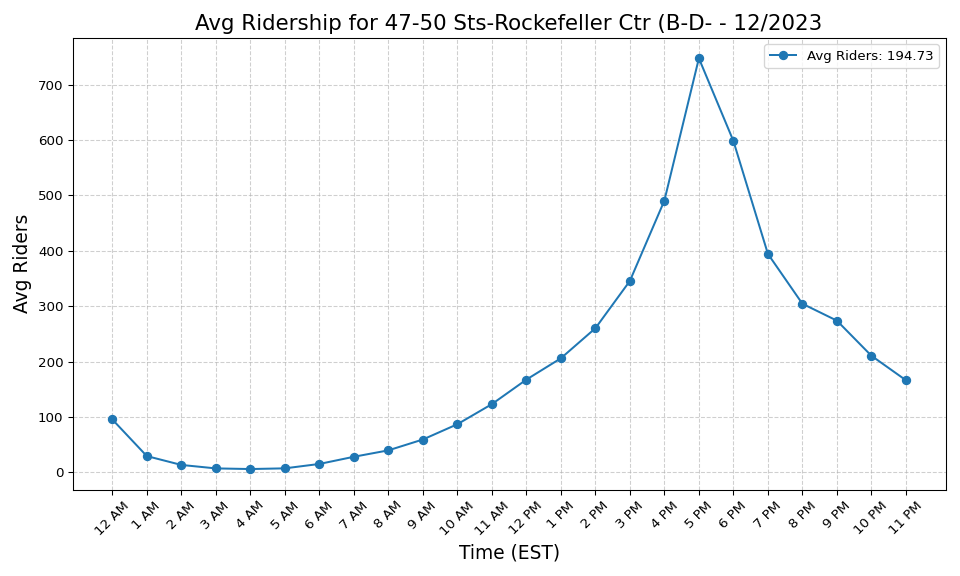 Avg Ridership for 47-50 Sts-Rockefeller Ctr (B-D- - 12/2023
Avg Riders: 194.73
700
600
500
400
300
200
100
0
Avg Riders
12 AM 1 AM 2 AM 3 AM 4 AM 5 AM 6 AM 7 AM 8 AM 9 AM 10 AM 11 AM 12 PM 1 PM 2 PM 3 PM 4 PM 5 PM 6 PM 7 PM 8 PM 9 PM 10 PM 11 PM
Time (EST)